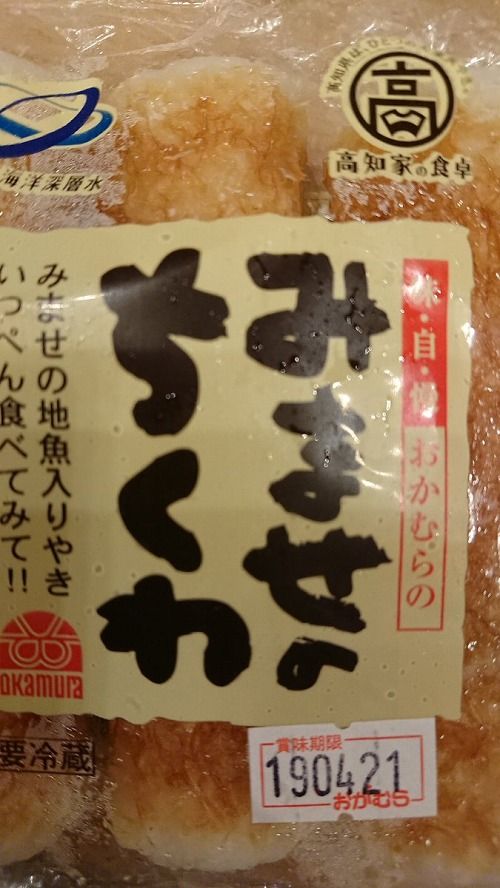 海洋深層水
高知家の食卓
味・自・慢
おかむらの
みませの
ちくわ
みませの地魚入りやき
いっぺん食べてみて!!
OKamura
要冷蔵
賞味期限
190421
おかむら